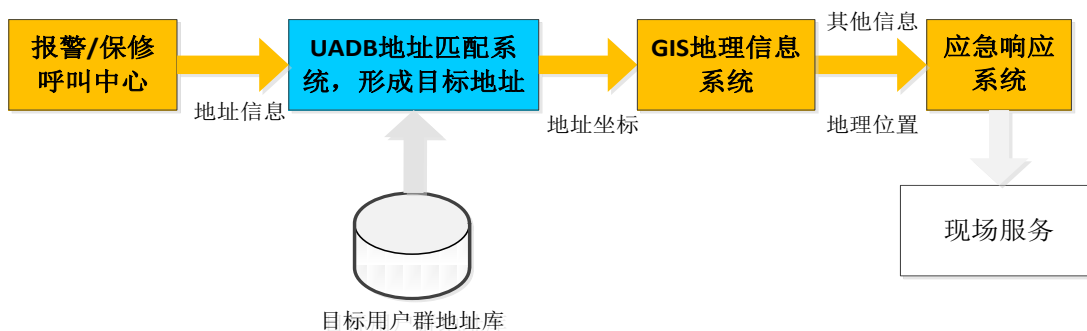 报警/保修
呼叫中心
地址信息
UADB地址匹配系
统，形成目标地址
地址坐标
GIS地理信息
系统
其他信息
地理位置
应急响应
系统
现场服务
目标用户群地址库